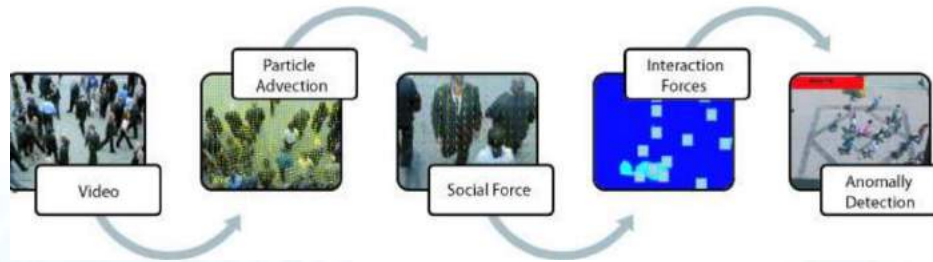 Video
Particle
Advection
Social Force
Interaction
Forces
Anomally
Detection